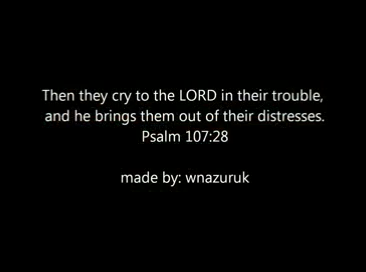 Then they cry to the LORD in their trouble,
and he brings them out of their distresses.
Psalm 107:28
made by: wnazuruk